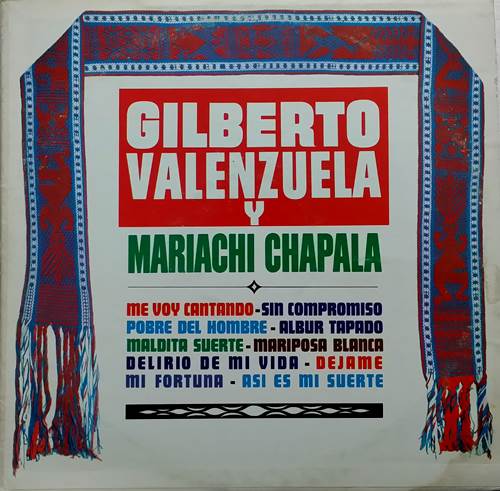 GILBERTO
VALENZUELA
Y
MARIACHI CHAPALA
ME VOY CANTANDO-SIN COMPROMISO
POBRE DEL HOMBRE - ALBUR TAPADO
MALDITA SUERTE - MARIPOSA BLANCA
DELIRIO DE MI VIDA - DEJAME
MI FORTUNA - ASI ES MI SUERTE